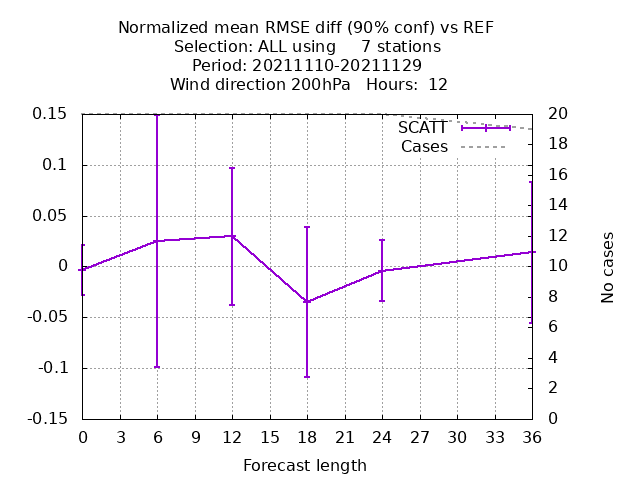 Normalized mean RMSE diff (90% conf) vs REF
Selection: ALL using     7 stations
Period: 20211110-20211129
Wind direction 200hPa   Hours:  12
0.15
0.1
0.05
0
-0.05
-0.1
-0.15
20
18
16
14
12
10
8
6
4
2
0
SCATT
Cases
No cases
0 3 6 9 12 15 18 21 24 27 30 33 36
Forecast length